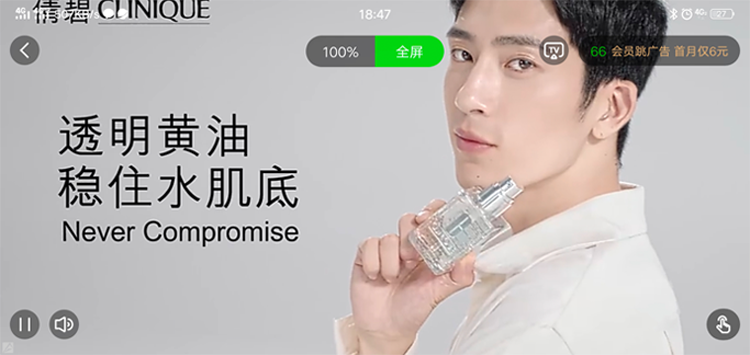 18:47
倩碧 CLINIQUE
100%
全屏
TV
66 会员跳广告 首月仅6元
透明黄油
稳住水肌底
Never Compromise